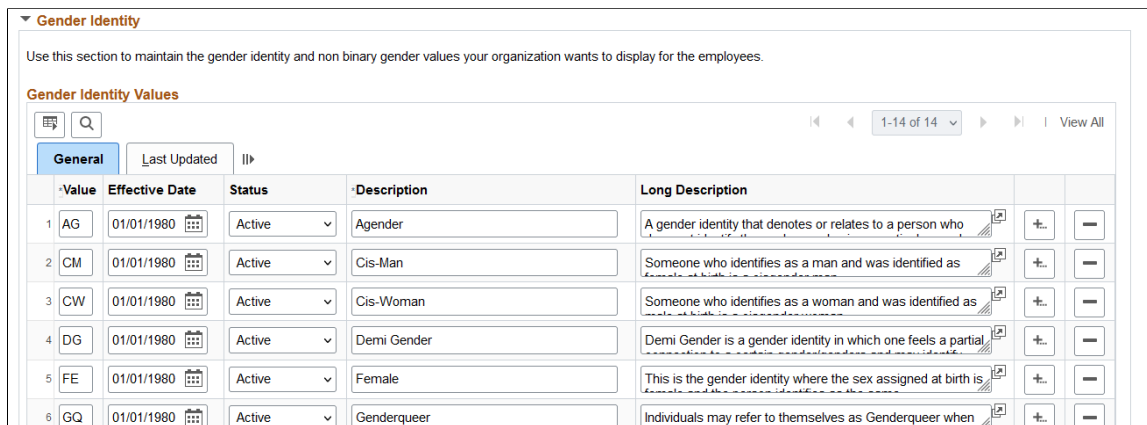 Gender Identity
Use this section to maintain the gender identity and non binary gender values your organization wants to display for the employees.
Gender Identity Values
1-14 of 14 | View All
General Last Updated
*Value Effective Date Status *Description Long Description
1 AG 01/01/1980 Active Agender A gender identity that denotes or relates to a person who
2 CM 01/01/1980 Active Cis-Man Someone who identifies as a man and was identified as
3 CW 01/01/1980 Active Cis-Woman Someone who identifies as a woman and was identified as
4 DG 01/01/1980 Active Demi Gender Demi Gender is a gender identity in which one feels a partial
5 FE 01/01/1980 Active Female This is the gender identity where the sex assigned at birth is
6 GQ 01/01/1980 Active Genderqueer Individuals may refer to themselves as Genderqueer when